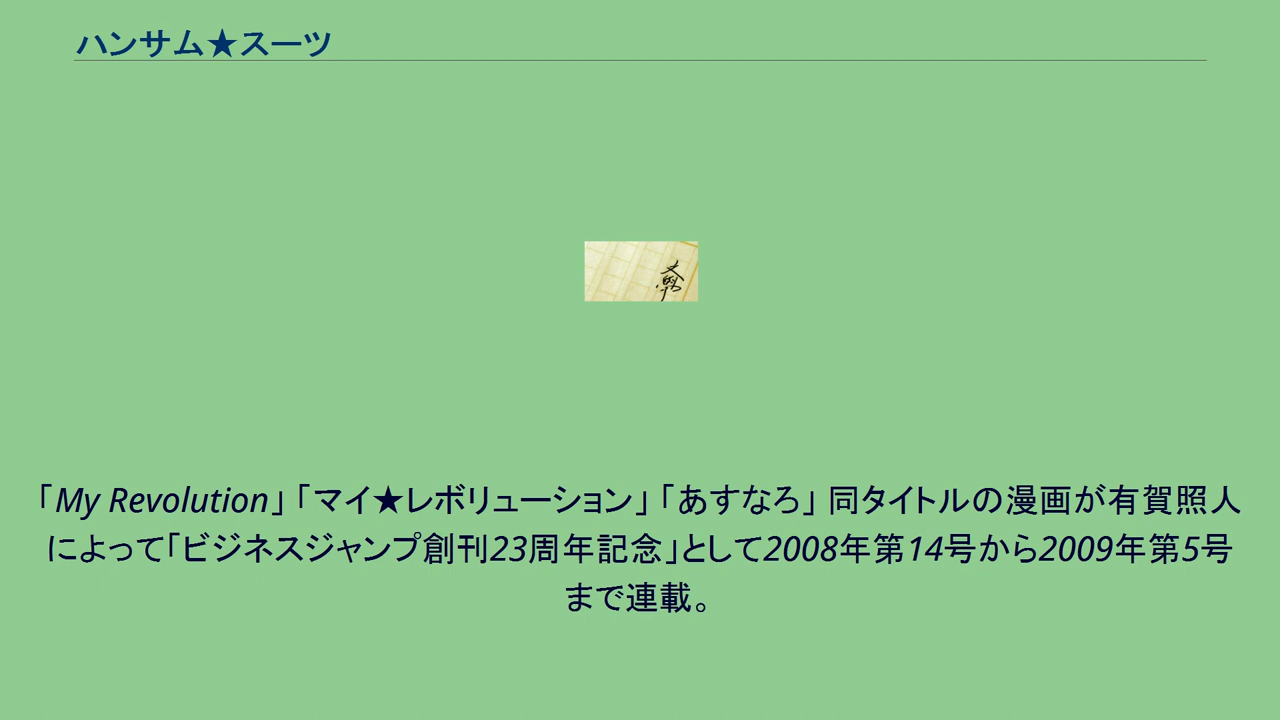 ハンサム★スーツ
「My Revolution」 「マイ★レボリューション」 「あすなろ」 同タイトルの漫画が有賀照人
によって「ビジネスジャンプ創刊23周年記念」として2008年第14号から2009年第5号
まで連載。